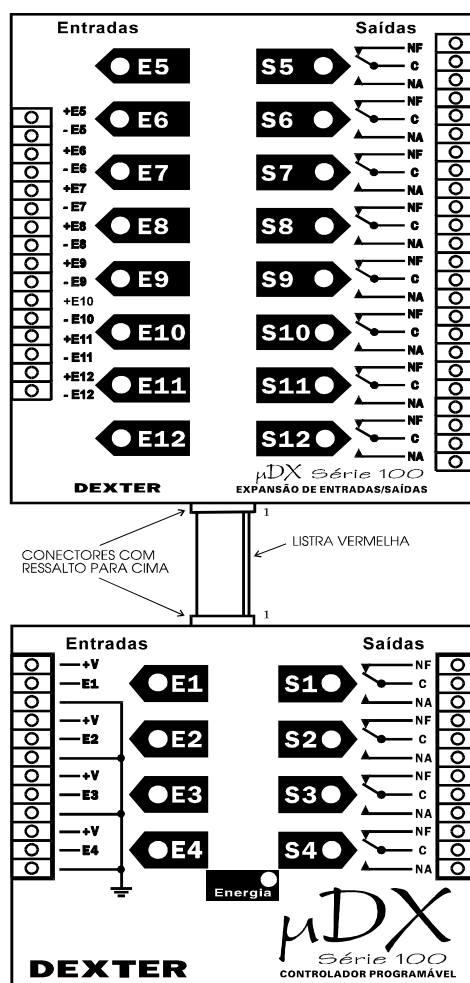 Entradas Saídas
E5 S5 NF
C
NA
+E5
-E5
E6 S6 NF
C
NA
+E6
-E6
E7 S7 NF
C
NA
+E7
-E7
E8 S8 NF
C
NA
+E8
-E8
E9 S9 NF
C
NA
+E9
-E9
E10 S10 NF
C
NA
+E10
-E10
E11 S11 NF
C
NA
+E11
-E11
E12 S12 NF
C
NA
+E12
-E12
µDX Série 100
DEXTER EXPANSÃO DE ENTRADAS/SAÍDAS
1
CONECTORES COM
RESSALTO PARA CIMA
LISTRA VERMELHA
1
Entradas Saídas
+V
E1
E1 S1 NF
C
NA
+V
E2
E2 S2 NF
C
NA
+V
E3
E3 S3 NF
C
NA
+V
E4
E4 S4 NF
C
NA
Energia
µDX
Série 100
DEXTER CONTROLADOR PROGRAMÁVEL